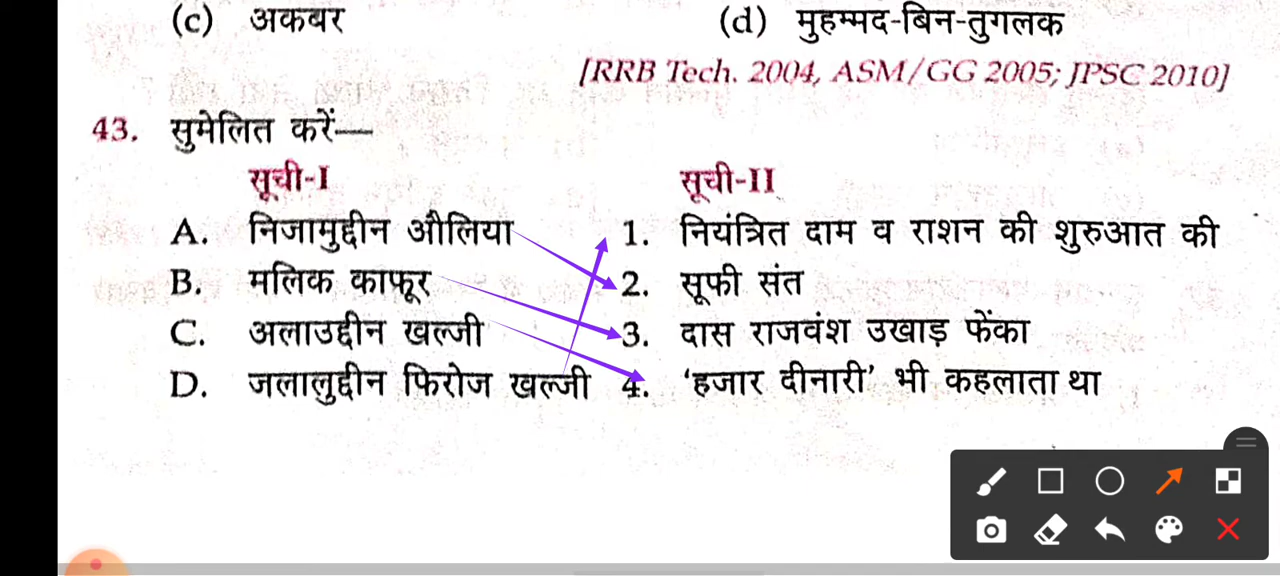 (c) अकबर (d) मुहम्मद-बिन-तुगलक
[RRB Tech. 2004, ASM/GG 2005; JPSC 2010]
43. सुमेलित करें—
सूची-I सूची-II
A. निजामुद्दीन औलिया 1. नियंत्रित दाम व राशन की शुरुआत की
B. मलिक काफूर 2. सूफी संत
C. अलाउद्दीन खल्जी 3. दास राजवंश उखाड़ फेंका
D. जलालुद्दीन फिरोज खल्जी 4. ‘हजार दीनारी’ भी कहलाता था